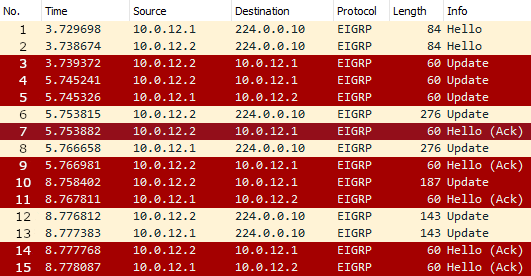 No. Time Source Destination Protocol Length Info
1 3.729698 10.0.12.1 224.0.0.10 EIGRP 84 Hello
2 3.738674 10.0.12.2 224.0.0.10 EIGRP 84 Hello
3 3.739372 10.0.12.2 10.0.12.1 EIGRP 60 Update
4 5.745241 10.0.12.1 10.0.12.2 EIGRP 60 Update
5 5.745326 10.0.12.1 10.0.12.2 EIGRP 60 Update
6 5.753815 10.0.12.2 224.0.0.10 EIGRP 276 Update
7 5.753882 10.0.12.2 10.0.12.1 EIGRP 60 Hello (Ack)
8 5.766658 10.0.12.1 224.0.0.10 EIGRP 276 Update
9 5.766981 10.0.12.2 10.0.12.1 EIGRP 60 Hello (Ack)
10 8.758402 10.0.12.2 10.0.12.1 EIGRP 187 Update
11 8.767811 10.0.12.1 10.0.12.2 EIGRP 60 Hello (Ack)
12 8.776812 10.0.12.2 224.0.0.10 EIGRP 143 Update
13 8.777383 10.0.12.1 224.0.0.10 EIGRP 143 Update
14 8.777768 10.0.12.2 10.0.12.1 EIGRP 60 Hello (Ack)
15 8.778087 10.0.12.1 10.0.12.2 EIGRP 60 Hello (Ack)